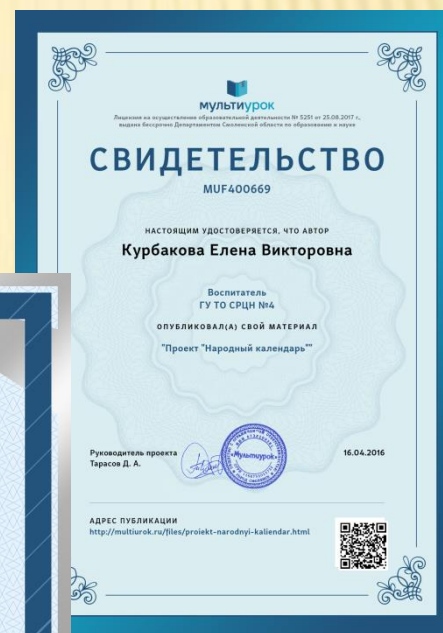 мультиурок
Лицензия на осуществление образовательной деятельности № 5251 от 25.08.2017 г.,
выдана бессрочно Департаментом Смоленской области по образованию и науке
СВИДЕТЕЛЬСТВО
MUF400669
НАСТОЯЩИМ УДОСТОВЕРЯЕТСЯ, ЧТО АВТОР
Курбакова Елена Викторовна
Воспитатель
ГУ ТО СРЦН №4
ОПУБЛИКОВАЛ(А) СВОЙ МАТЕРИАЛ
"Проект "Народный календарь""
Руководитель проекта
Тарасов Д. А.
«Мультиурок»
16.04.2016
АДРЕС ПУБЛИКАЦИИ
http://multiurok.ru/files/proiekt-narodnyi-kaliendar.html